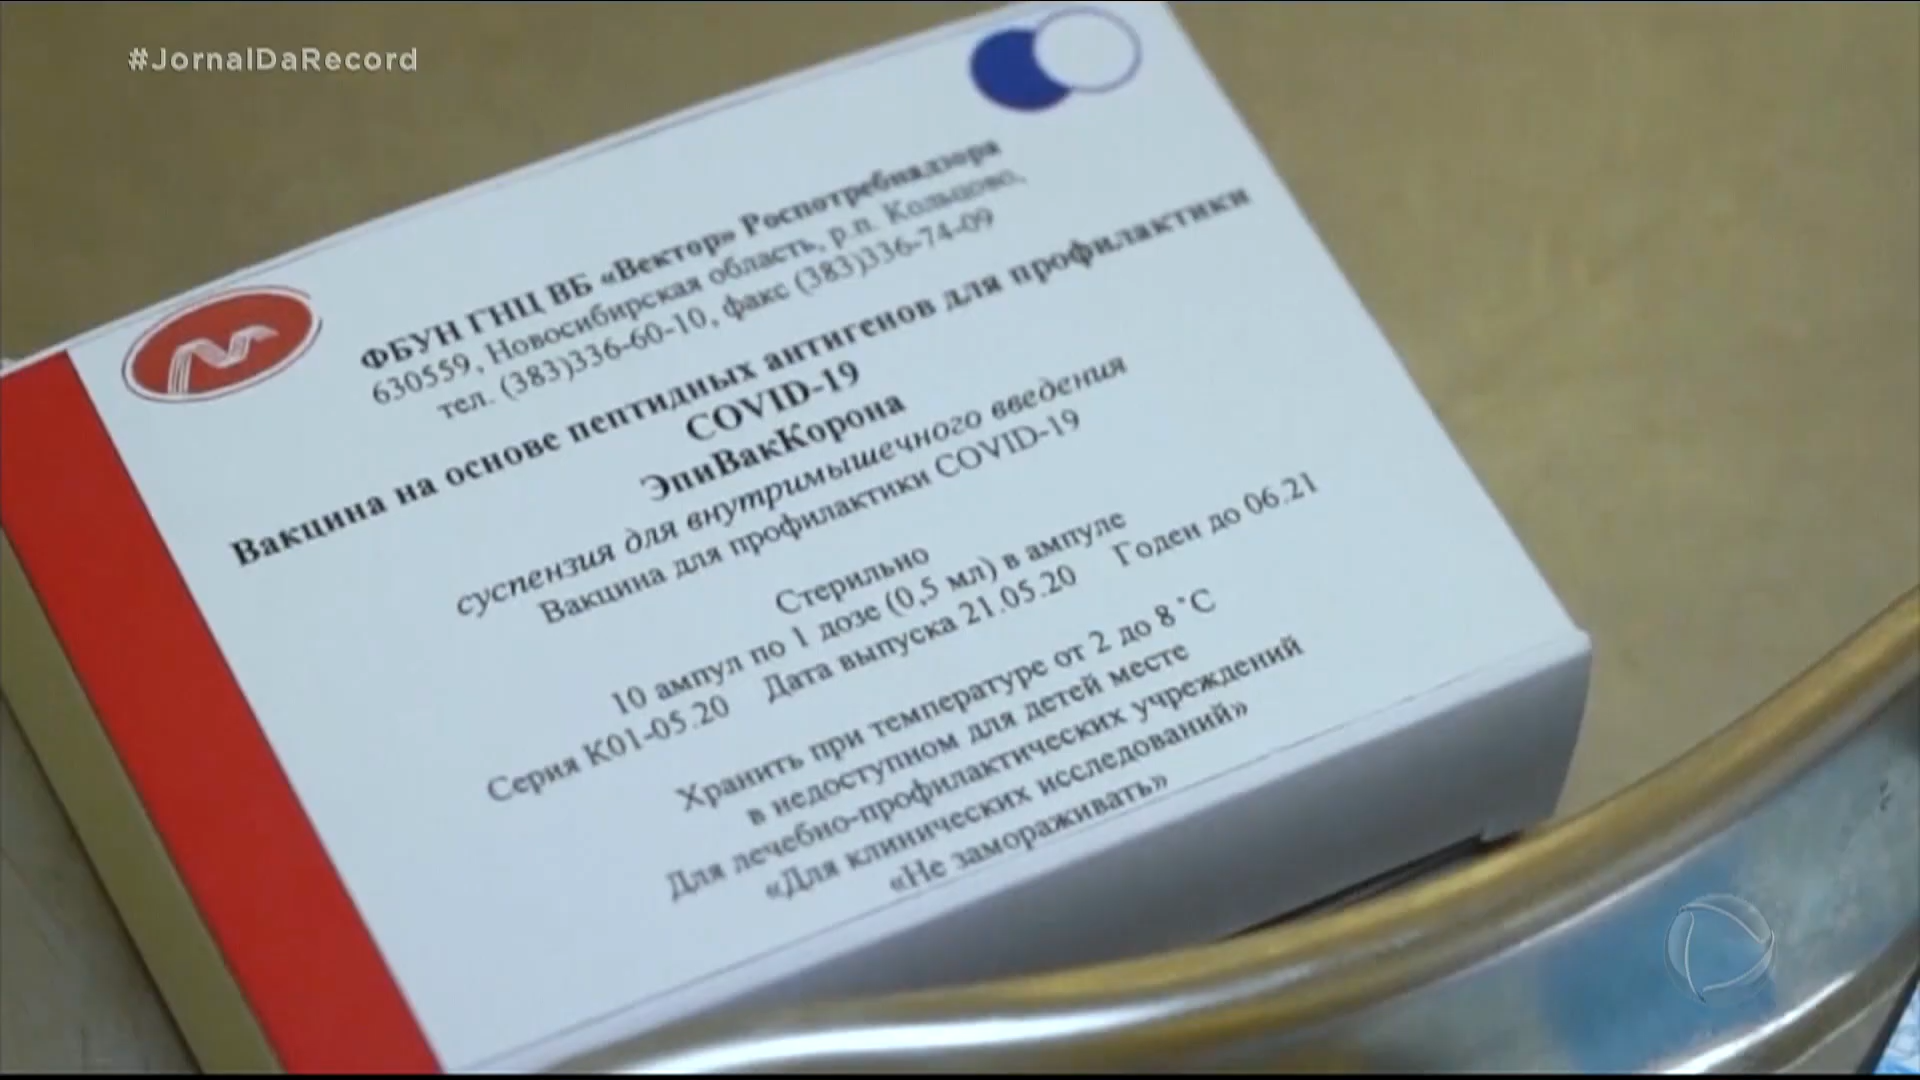 #JornalDaRecord
ФБУН ГНЦ ВБ «Вектор» Роспотребнадзора
630559, Новосибирская область, р.п. Кольцово,
тел. (383)336-60-10, факс (383)336-74-09
Вакцина на основе пептидных антигенов для профилактики
COVID-19
ЭпиВакКорона
суспензия для внутримышечного введения
Вакцина для профилактики COVID-19
Стерильно
10 ампул по 1 дозе (0,5 мл) в ампуле
Серия К01-05.20 Дата выпуска 21.05.20 Годен до 06.21
Хранить при температуре от 2 до 8 °С
в недоступном для детей месте
Для лечебно-профилактических учреждений
«Для клинических исследований»
«Не замораживать»